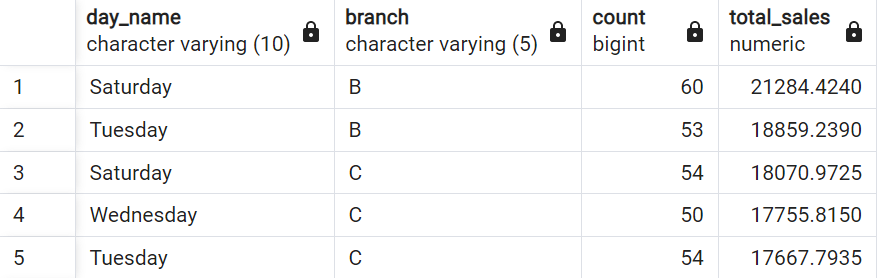 day_name branch count total_sales
character varying (10) character varying (5) bigint numeric
1 Saturday B 60 21284.4240
2 Tuesday B 53 18859.2390
3 Saturday C 54 18070.9725
4 Wednesday C 50 17755.8150
5 Tuesday C 54 17667.7935